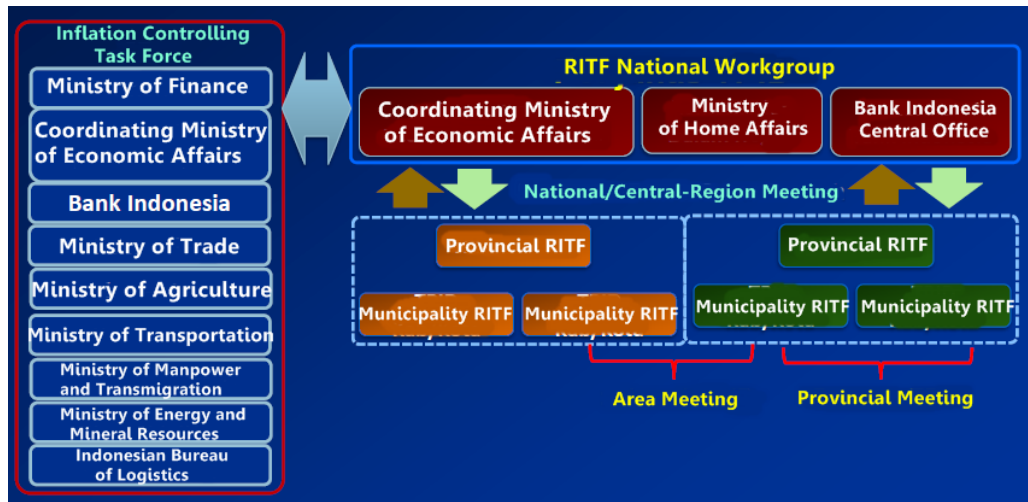 Inflation Controlling
Task Force
Ministry of Finance
Coordinating Ministry
of Economic Affairs
Bank Indonesia
Ministry of Trade
Ministry of Agriculture
Ministry of Transportation
Ministry of Manpower
and Transmigration
Ministry of Energy and
Mineral Resources
Indonesian Bureau
of Logistics
RITF National Workgroup
Coordinating Ministry
of Economic Affairs
Ministry
of Home Affairs
Bank Indonesia
Central Office
National/Central-Region Meeting
Provincial RITF
Municipality RITF
Municipality RITF
Provincial RITF
Municipality RITF
Municipality RITF
Area Meeting
Provincial Meeting